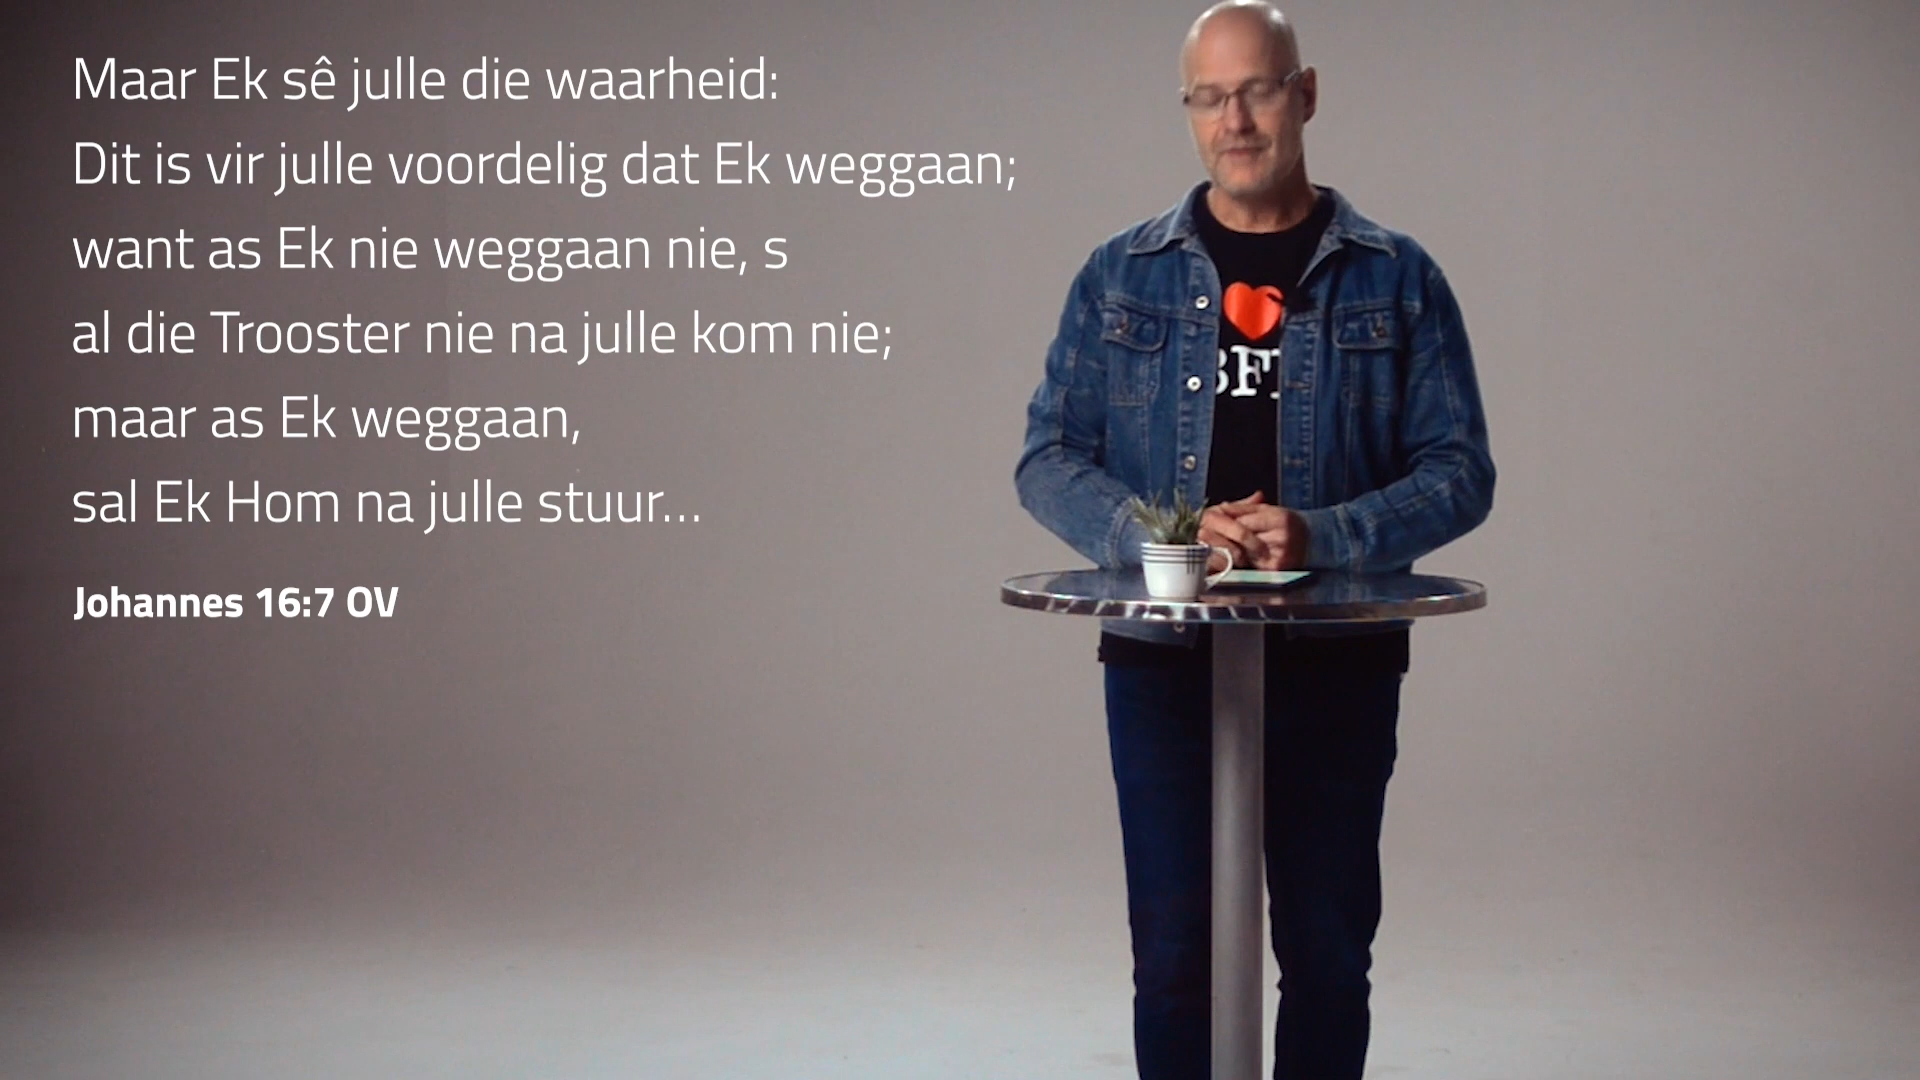 Maar Ek sê julle die waarheid:
Dit is vir julle voordelig dat Ek weggaan;
want as Ek nie weggaan nie, s
al die Trooster nie na julle kom nie;
maar as Ek weggaan,
sal Ek Hom na julle stuur...
Johannes 16:7 OV